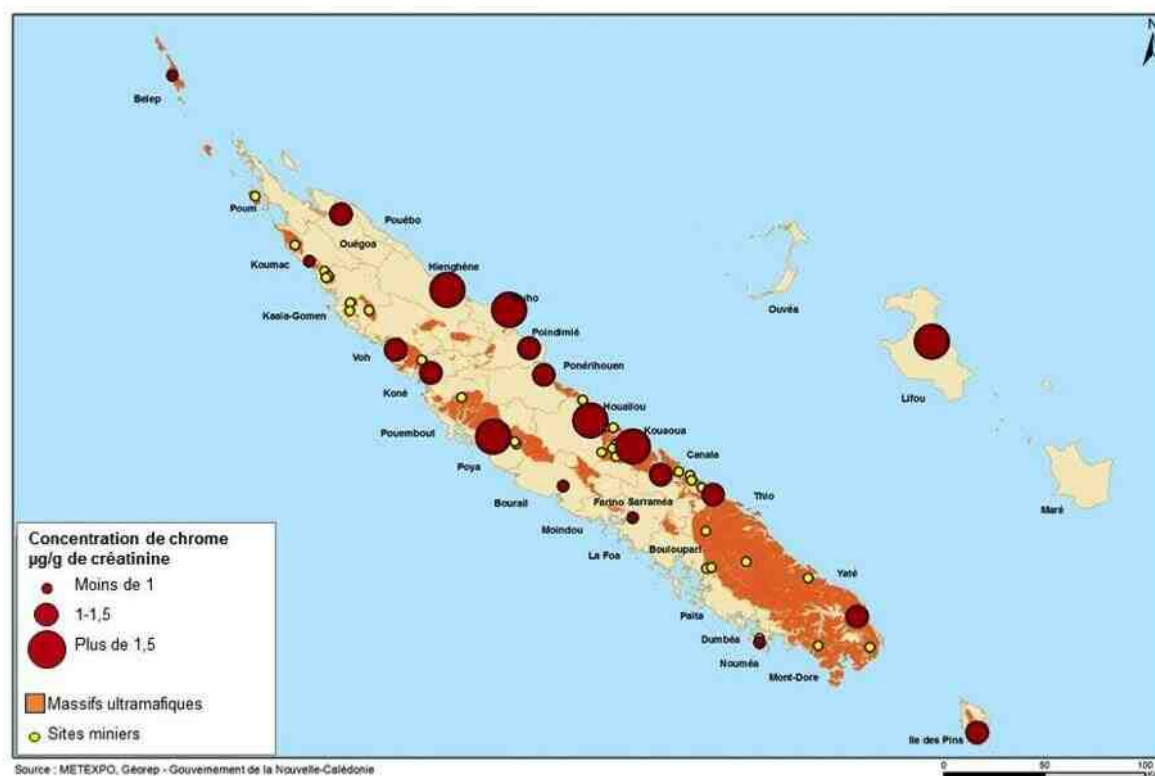 N
Belep
Poum
Pouébo
Ouégoa
Koumac
Hienghène
Ouvéa
Kaala-Gomen
Poindimié
Voh
Ponérihouen
Lifou
Koné
Houaïlou
Pouembout
Kouaoua
Canala
Poya
Bourail
Farino Sarraméa
Thio
Maré
Moindou
La Foa
Bouloupari
Yaté
Païta
Dumbéa
Nouméa
Mont-Dore
Ile des Pins
Concentration de chrome
µg/g de créatinine
Moins de 1
1-1,5
Plus de 1,5
Massifs ultramafiques
Sites miniers
Source : METEXPO, Géorep - Gouvernement de la Nouvelle-Calédonie
0 50 100